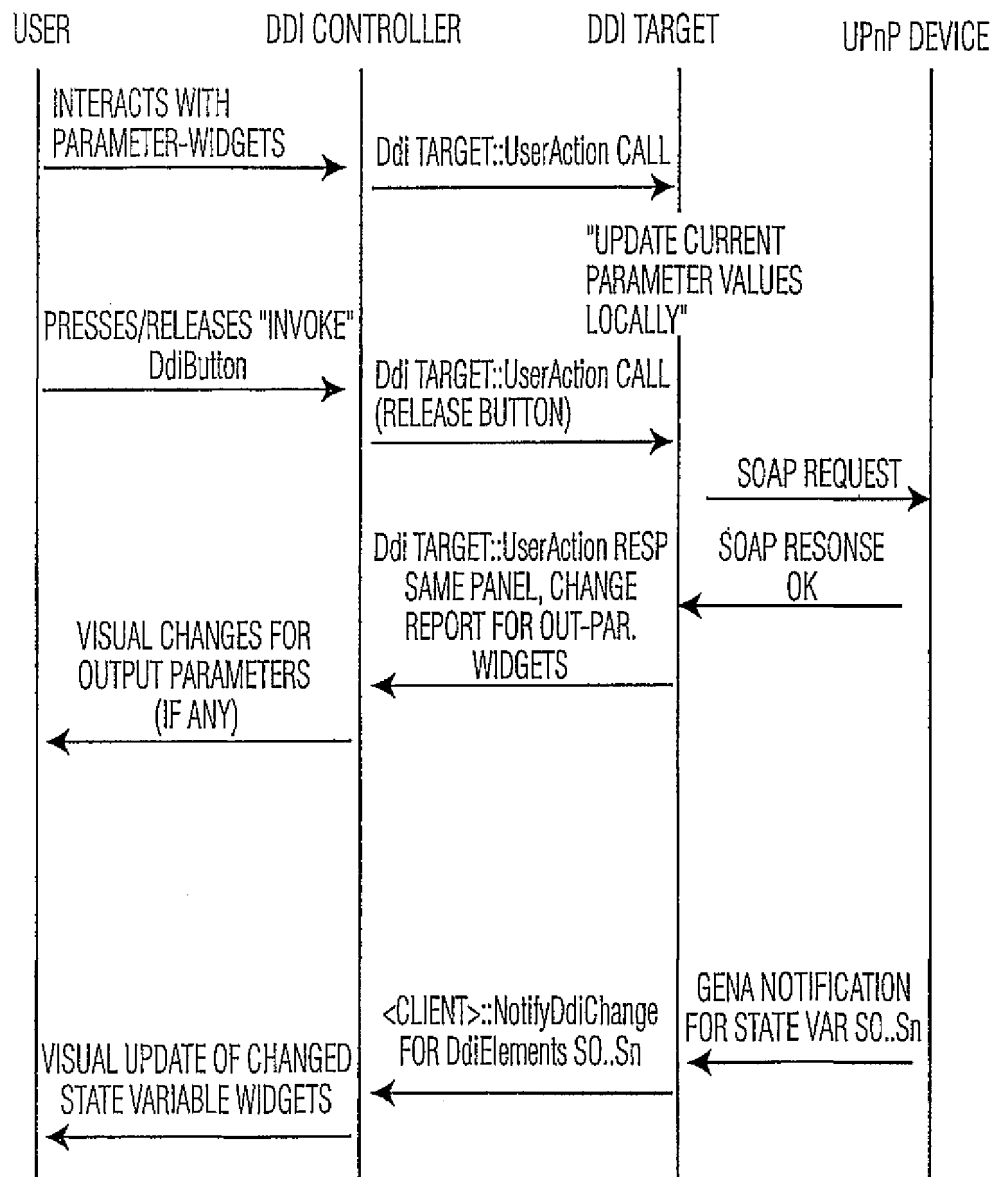 USER
DDI CONTROLLER
DDI TARGET
UPnP DEVICE
INTERACTS WITH
PARAMETER-WIDGETS
Ddi TARGET::UserAction CALL
"UPDATE CURRENT
PARAMETER VALUES
LOCALLY"
PRESSES/RELEASES "INVOKE"
DdiButton
Ddi TARGET::UserAction CALL
(RELEASE BUTTON)
SOAP REQUEST
SOAP RESONSE
OK
Ddi TARGET::UserAction RESP
SAME PANEL, CHANGE
REPORT FOR OUT-PAR.
WIDGETS
VISUAL CHANGES FOR
OUTPUT PARAMETERS
(IF ANY)
GENA NOTIFICATION
FOR STATE VAR SO..Sn
<CLIENT>::NotifyDdiChange
FOR DdiElements SO..Sn
VISUAL UPDATE OF CHANGED
STATE VARIABLE WIDGETS